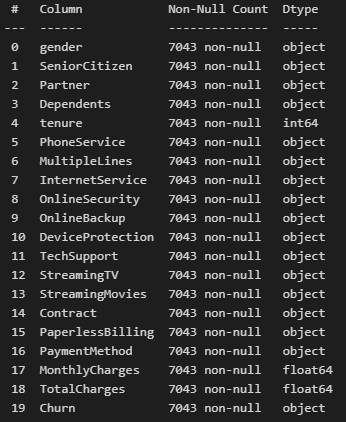 #   Column            Non-Null Count  Dtype
---  ------            --------------  -----
0   gender            7043 non-null   object
1   SeniorCitizen     7043 non-null   object
2   Partner           7043 non-null   object
3   Dependents        7043 non-null   object
4   tenure            7043 non-null   int64
5   PhoneService      7043 non-null   object
6   MultipleLines     7043 non-null   object
7   InternetService   7043 non-null   object
8   OnlineSecurity    7043 non-null   object
9   OnlineBackup      7043 non-null   object
10  DeviceProtection  7043 non-null   object
11  TechSupport       7043 non-null   object
12  StreamingTV       7043 non-null   object
13  StreamingMovies   7043 non-null   object
14  Contract          7043 non-null   object
15  PaperlessBilling  7043 non-null   object
16  PaymentMethod     7043 non-null   object
17  MonthlyCharges    7043 non-null   float64
18  TotalCharges      7043 non-null   float64
19  Churn             7043 non-null   object